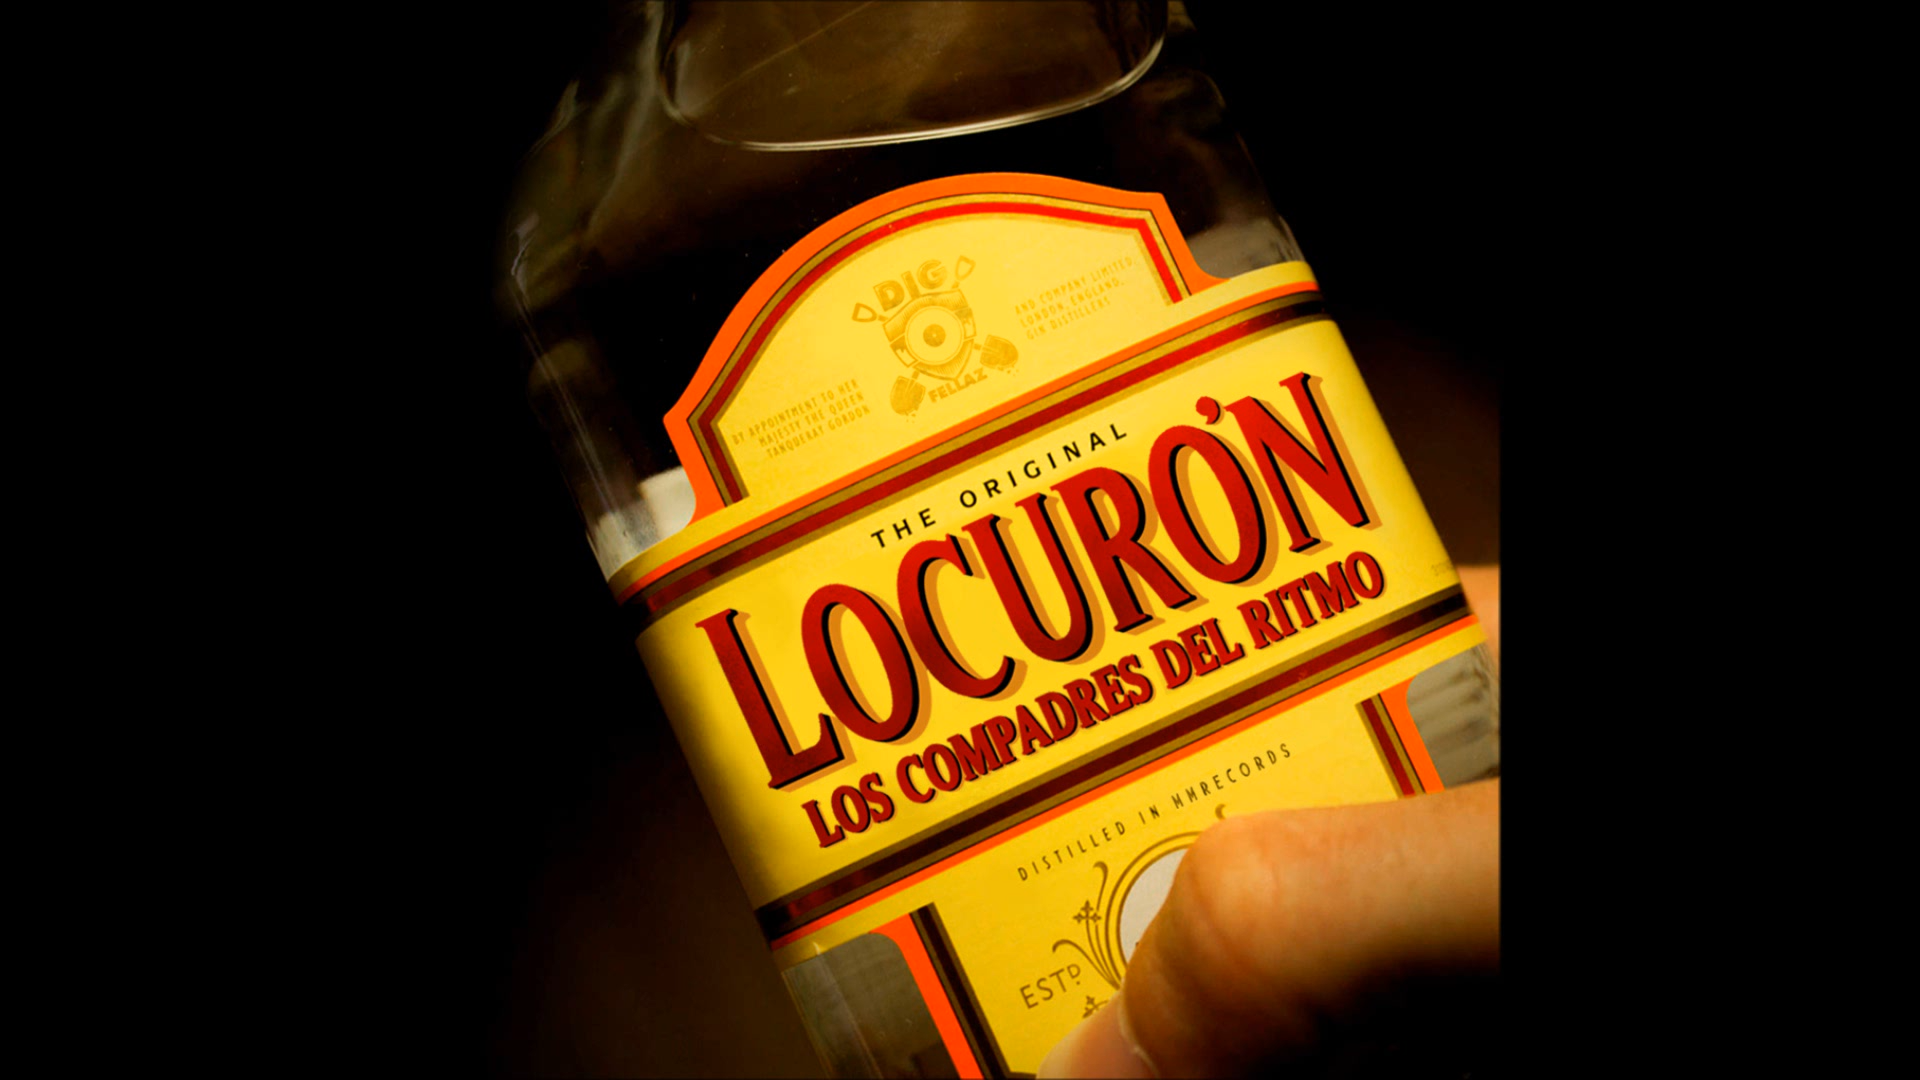 DIG
FELLAZ
BY APPOINTMENT TO HER
MAJESTY THE QUEEN
TANQUERAY GORDON
AND COMPANY LIMITED
LONDON, ENGLAND.
GIN DISTILLERS
THE ORIGINAL
LOCURÓN
LOS COMPADRES DEL RITMO
DISTILLED IN MMRECORDS
ESTD